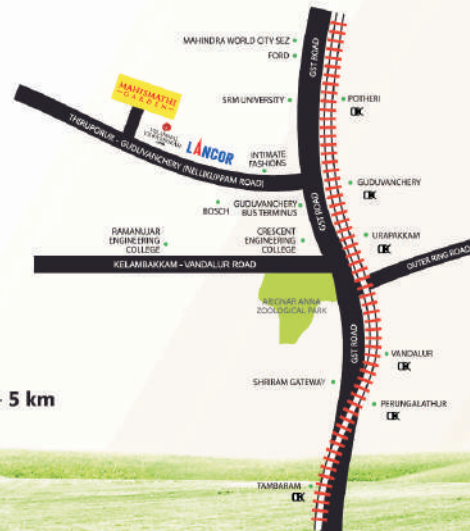 MAHINDRA WORLD CITY SEZ
FORD
GST ROAD
MAHISMATHI
GARDEN
SRM UNIVERSITY
POTHERI
LANCOR
THIRUPORUR - GUDUVANCHERY (NELLIKUPPAM ROAD)
INTIMATE
FASHIONS
GUDUVANCHERY
BOSCH
GUDUVANCHERY
BUS TERMINUS
GST ROAD
RAMANUJAR
ENGINEERING
COLLEGE
CRESCENT
ENGINEERING
COLLEGE
URAPAKKAM
OUTER RING ROAD
KELAMBAKKAM - VANDALUR ROAD
ARIGNAR ANNA
ZOOLOGICAL PARK
GST ROAD
VANDALUR
SHRIRAM GATEWAY
PERUNGALATHUR
- 5 km
TAMBARAM